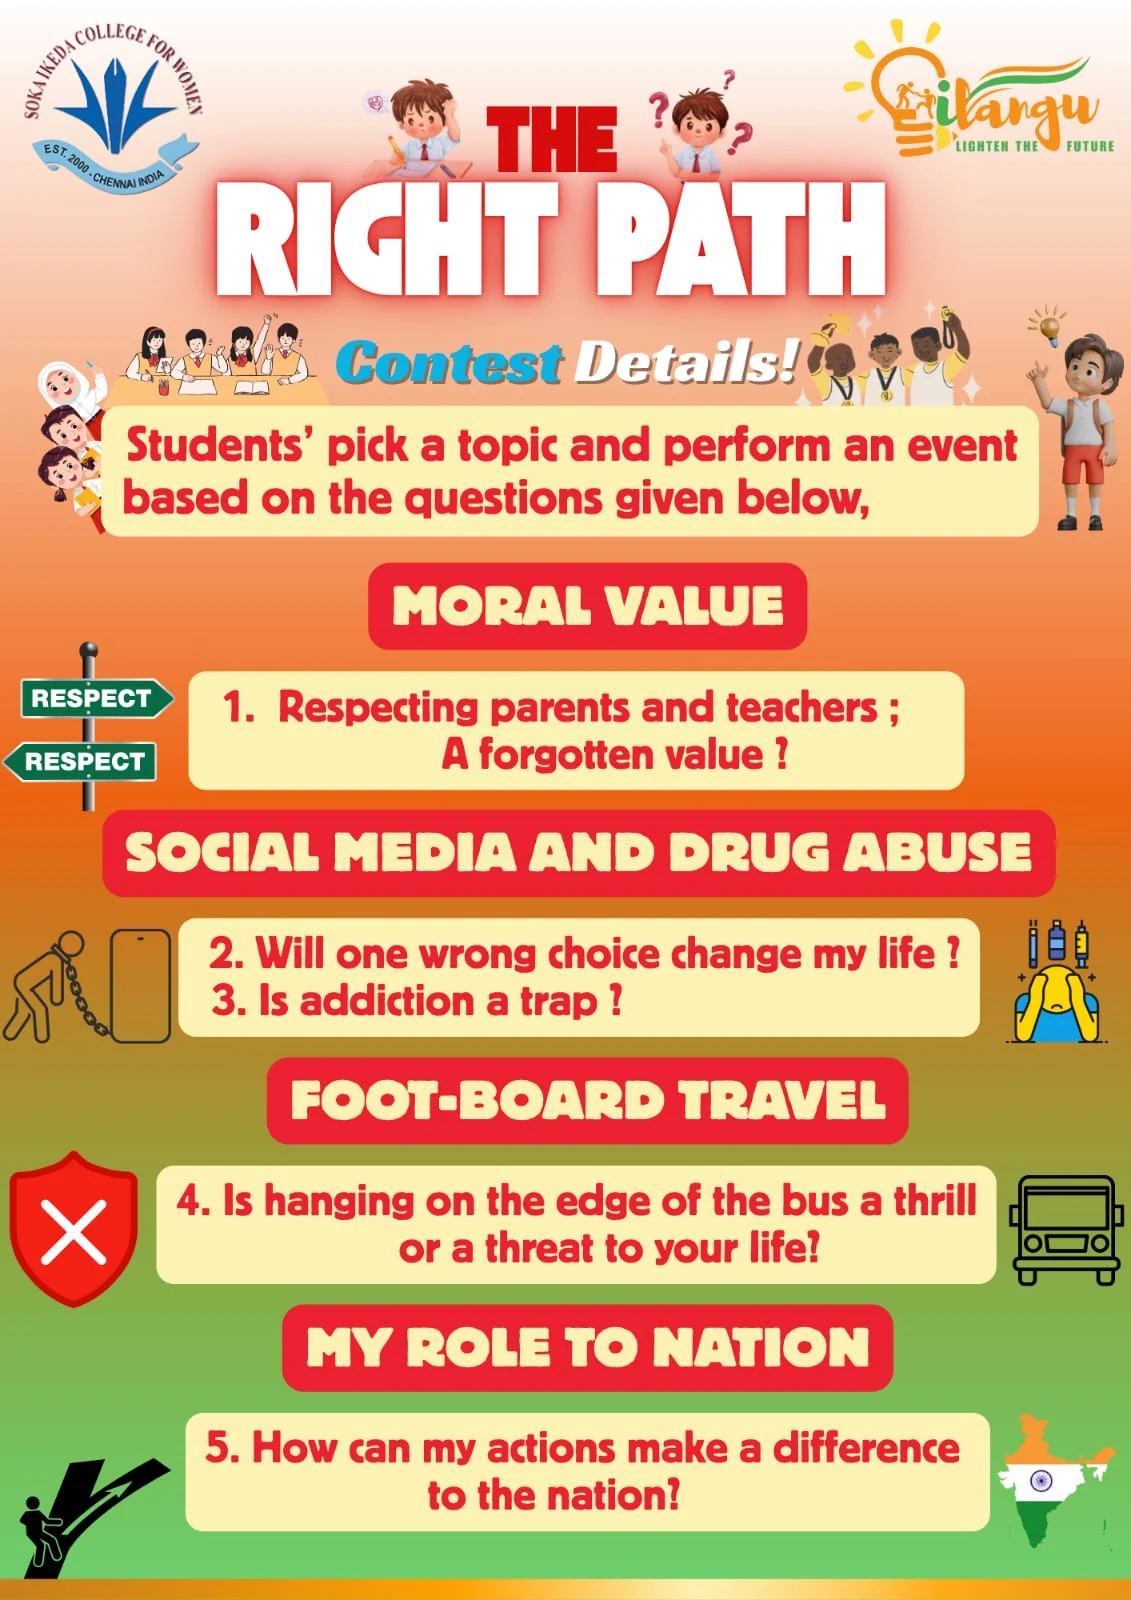 SOKA IKEDA COLLEGE FOR WOMEN
EST. 2000 - CHENNAI INDIA
ilangu
LIGHTEN THE FUTURE
THE
RIGHT PATH
Contest Details!
Students' pick a topic and perform an event
based on the questions given below,
MORAL VALUE
RESPECT
RESPECT
1. Respecting parents and teachers ;
A forgotten value ?
SOCIAL MEDIA AND DRUG ABUSE
2. Will one wrong choice change my life ?
3. Is addiction a trap ?
FOOT-BOARD TRAVEL
4. Is hanging on the edge of the bus a thrill
or a threat to your life?
MY ROLE TO NATION
5. How can my actions make a difference
to the nation?